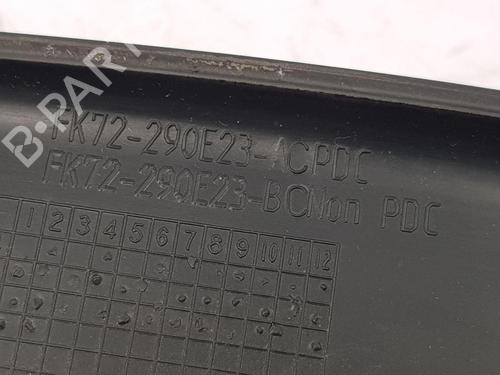 FK72-290E23-ACPDC
FK72-290E23-BCNon PDC
1 2 3 4 5 6 7 8 9 10 11 12
B-PARTS